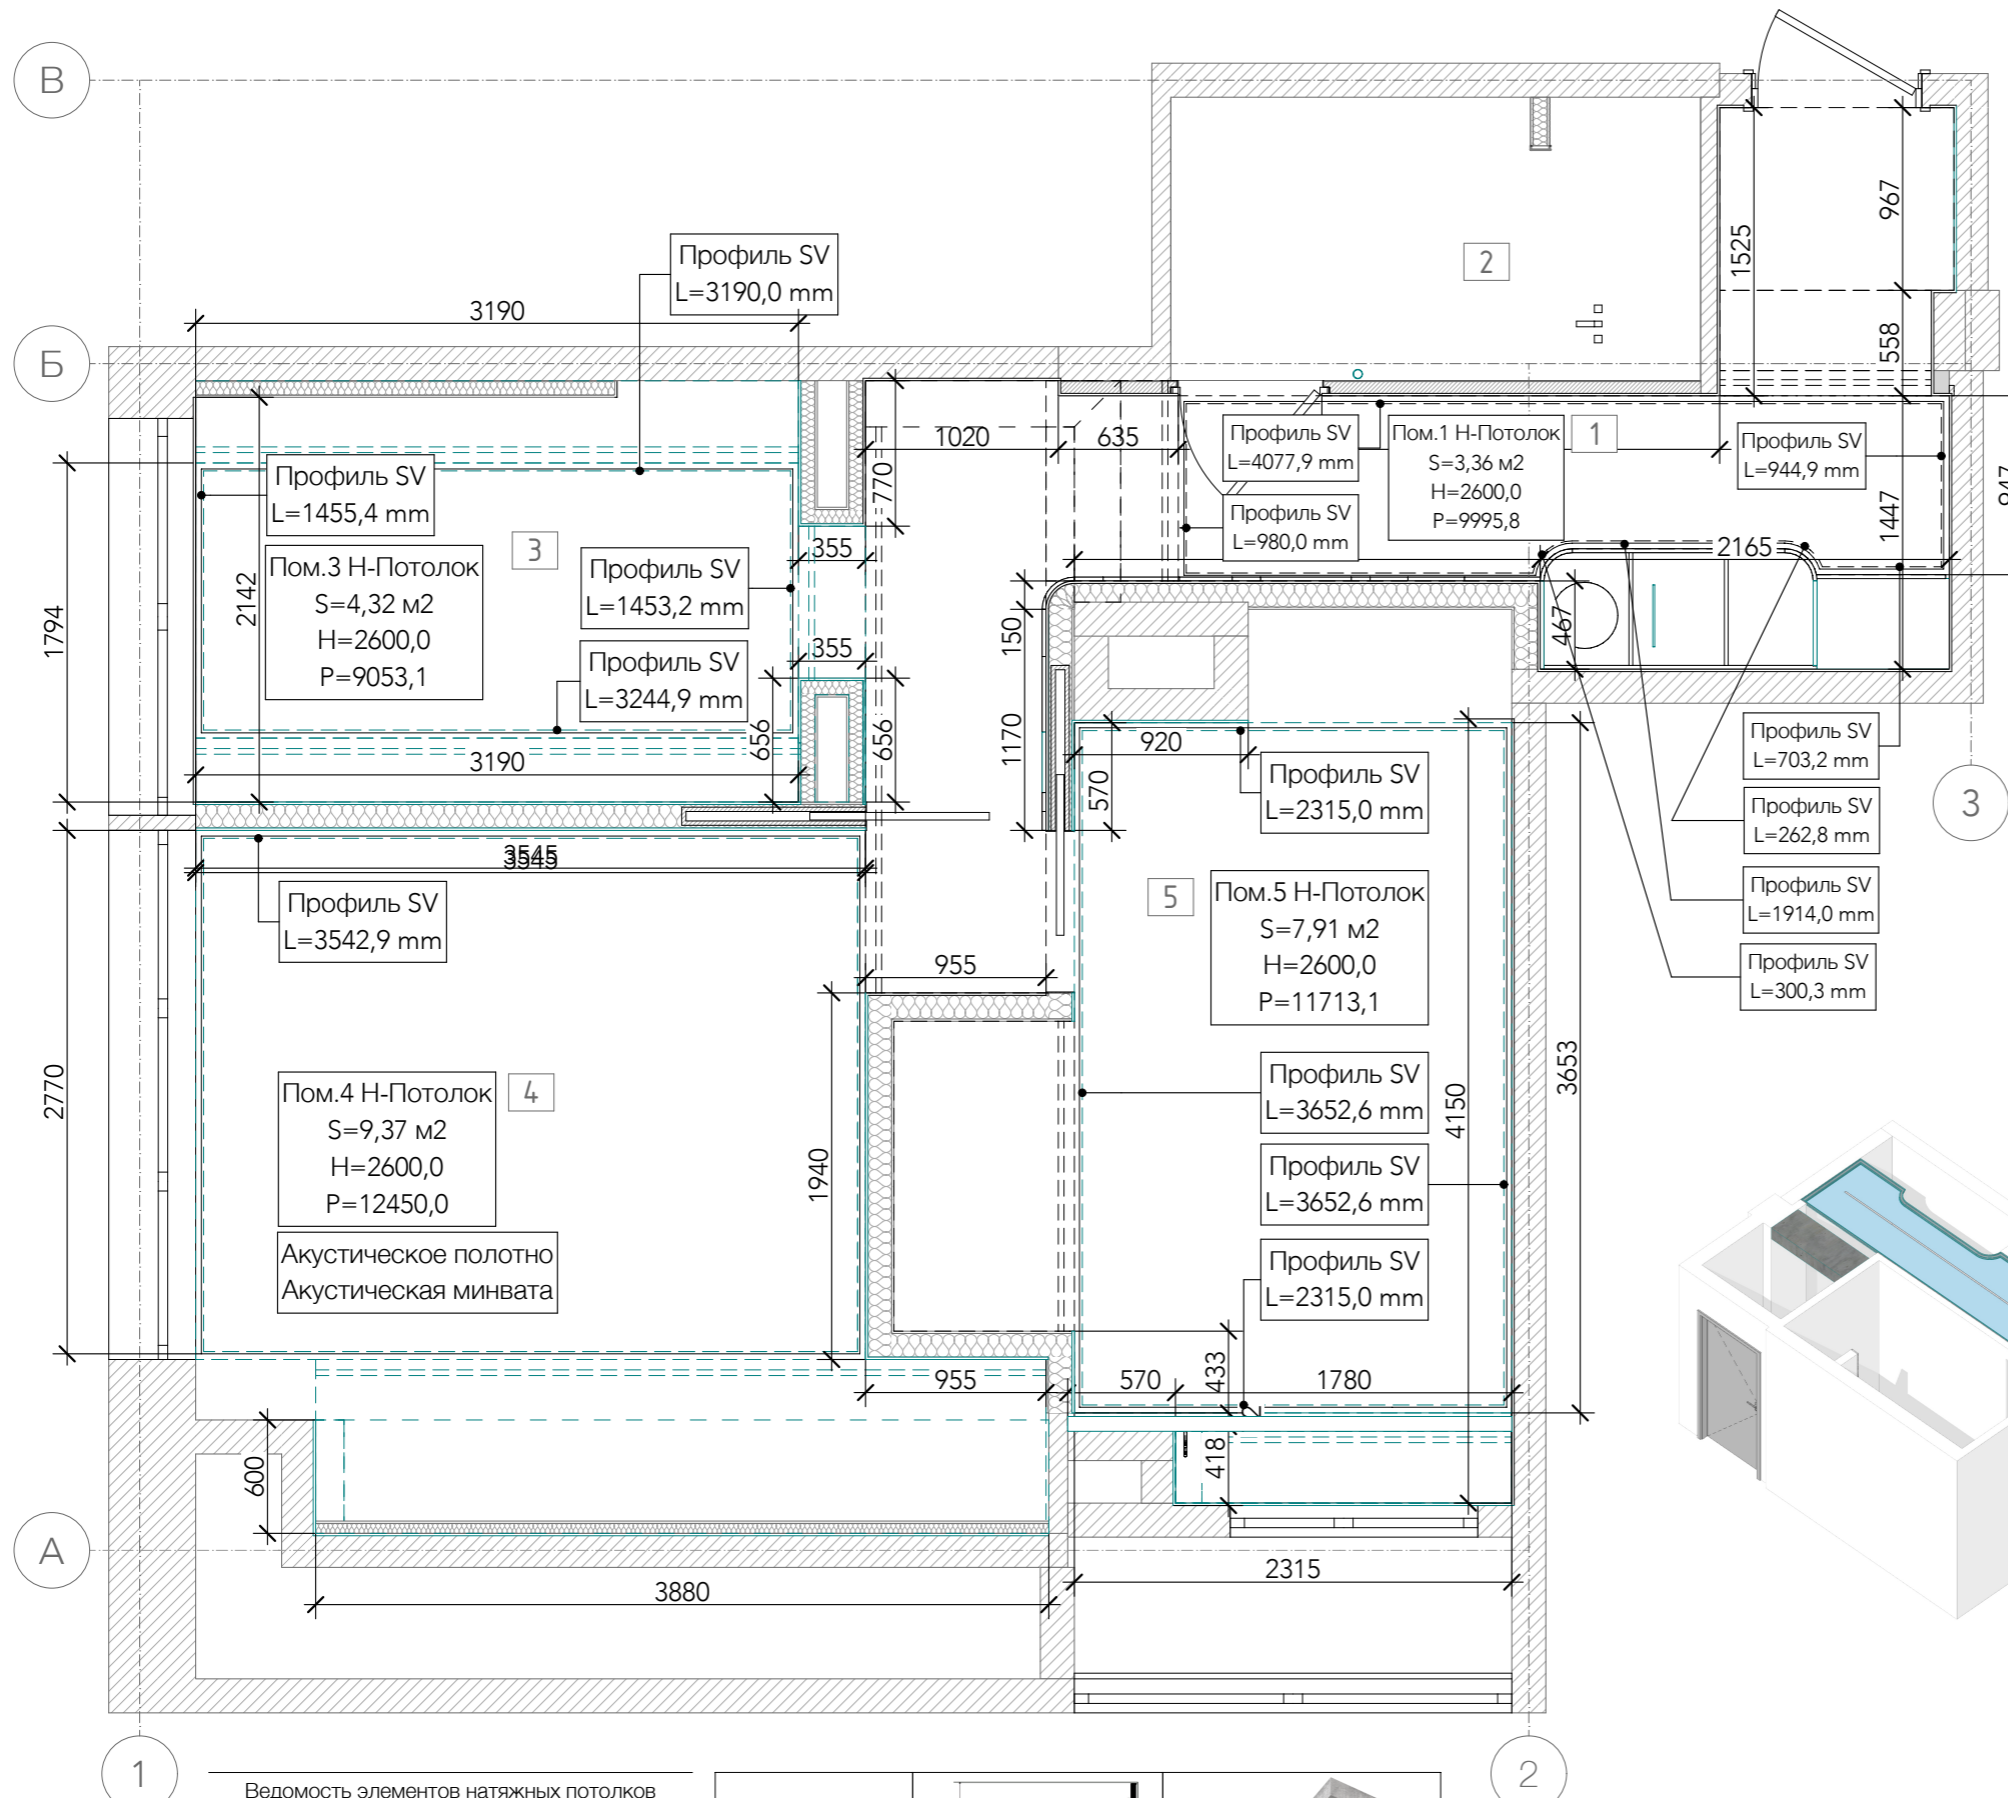 В
Б
А
1
2
3
Профиль SV
L=3190,0 mm
3190
Профиль SV
L=1455,4 mm
3
Пом.3 Н-Потолок
S=4,32 м2
H=2600,0
P=9053,1
Профиль SV
L=1453,2 mm
Профиль SV
L=3244,9 mm
1794
2142
3190
770
355
355
656
656
1020
635
2
1525
967
558
Профиль SV
L=4077,9 mm
Пом.1 Н-Потолок
S=3,36 м2
H=2600,0
P=9995,8
1
Профиль SV
L=944,9 mm
Профиль SV
L=980,0 mm
1447
947
2165
467
150
1170
570
920
Профиль SV
L=703,2 mm
Профиль SV
L=262,8 mm
Профиль SV
L=1914,0 mm
Профиль SV
L=300,3 mm
3545
3545
Профиль SV
L=3542,9 mm
2770
Пом.4 Н-Потолок
S=9,37 м2
H=2600,0
P=12450,0
4
Акустическое полотно
Акустическая минвата
955
1940
955
Профиль SV
L=2315,0 mm
5
Пом.5 Н-Потолок
S=7,91 м2
H=2600,0
P=11713,1
Профиль SV
L=3652,6 mm
Профиль SV
L=3652,6 mm
Профиль SV
L=2315,0 mm
4150
3653
570
433
1780
418
600
3880
2315
Ведомость элементов натяжных потолков